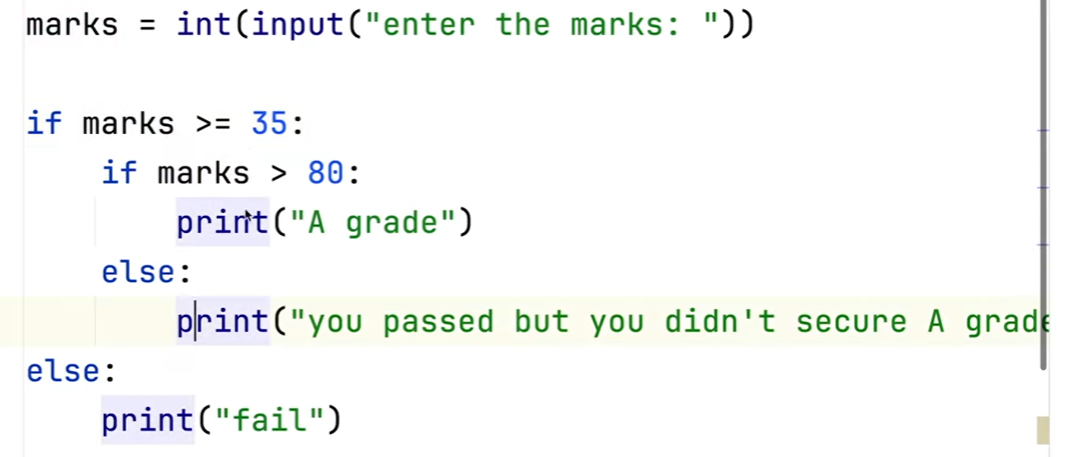 marks = int(input("enter the marks: "))
if marks >= 35:
    if marks > 80:
        print("A grade")
    else:
        print("you passed but you didn't secure A grade
else:
    print("fail")